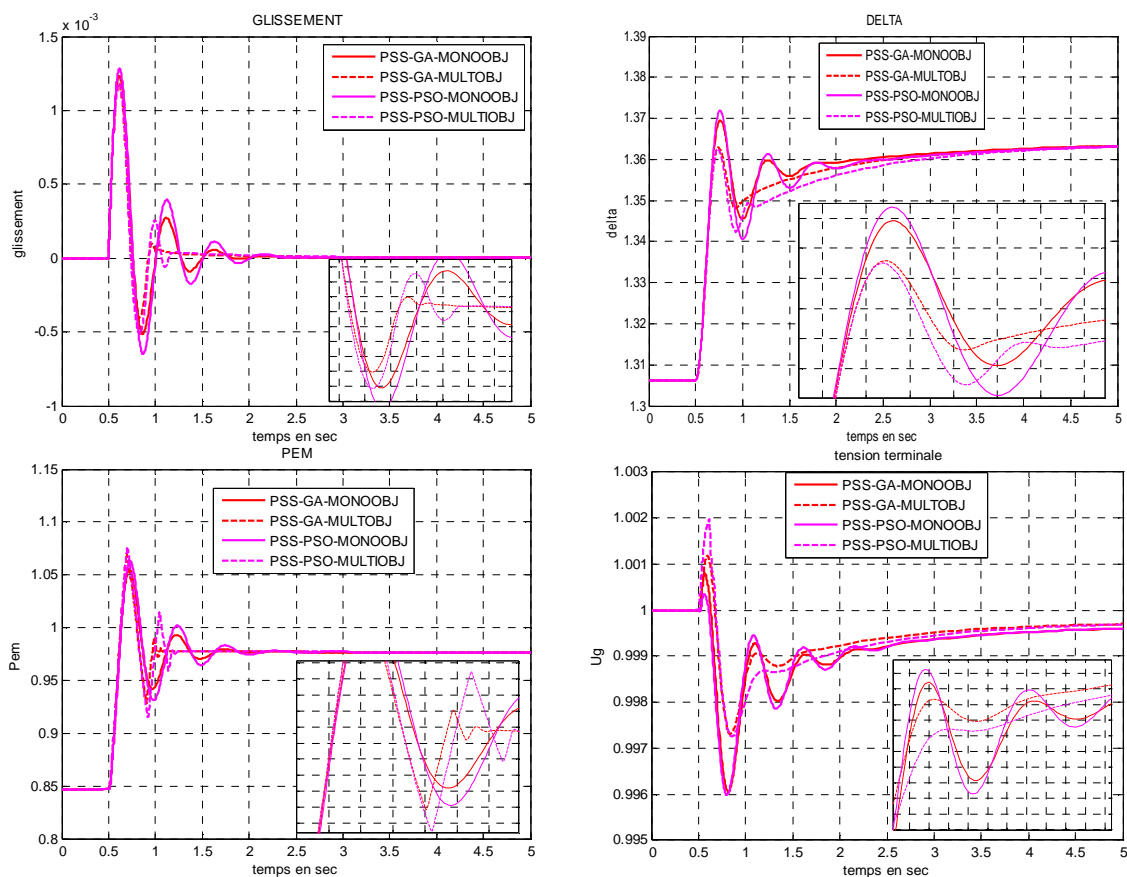 GLISSEMENT
x 10^-3
1.5
1
0.5
0
-0.5
-1
glissement
PSS-GA-MONOOBJ
PSS-GA-MULTOBJ
PSS-PSO-MONOOBJ
PSS-PSO-MULTIOBJ
0 0.5 1 1.5 2 2.5 3 3.5 4 4.5 5
temps en sec
DELTA
1.39
1.38
1.37
1.36
1.35
1.34
1.33
1.32
1.31
1.3
delta
PSS-GA-MONOOBJ
PSS-GA-MULTOBJ
PSS-PSO-MONOOBJ
PSS-PSO-MULTIOBJ
0 0.5 1 1.5 2 2.5 3 3.5 4 4.5 5
temps en sec
PEM
1.15
1.1
1.05
1
0.95
0.9
0.85
0.8
Pem
PSS-GA-MONOOBJ
PSS-GA-MULTOBJ
PSS-PSO-MONOOBJ
PSS-PSO-MULTIOBJ
0 0.5 1 1.5 2 2.5 3 3.5 4 4.5 5
temps en sec
tension terminale
1.003
1.002
1.001
1
0.999
0.998
0.997
0.996
0.995
Ug
PSS-GA-MONOOBJ
PSS-GA-MULTOBJ
PSS-PSO-MONOOBJ
PSS-PSO-MULTIOBJ
0 0.5 1 1.5 2 2.5 3 3.5 4 4.5 5
temps en sec